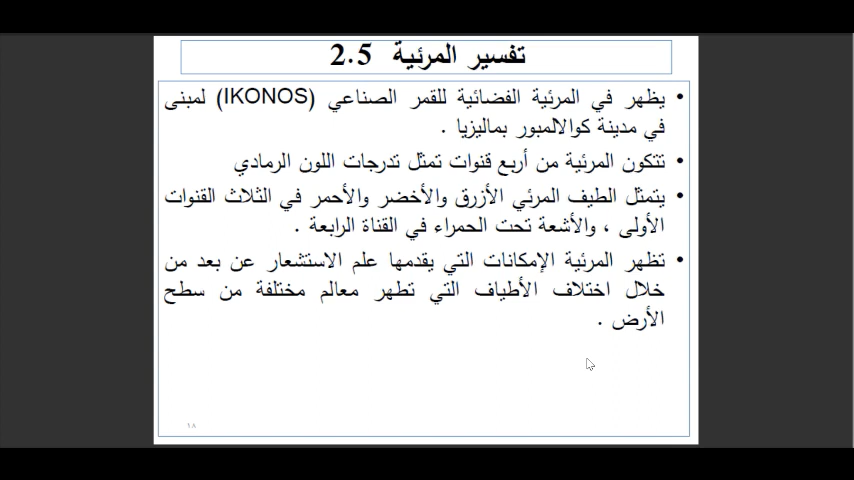 2.5 تفسير المرئية
• يظهر في المرئية الفضائية للقمر الصناعي (IKONOS) لمبنى
في مدينة كوالالمبور بماليزيا .
• تتكون المرئية من أربع قنوات تمثل تدرجات اللون الرمادي
• يتمثل الطيف المرئي الأزرق والأخضر والأحمر في الثلاث القنوات
الأولى ، والأشعة تحت الحمراء في القناة الرابعة .
• تظهر المرئية الإمكانات التي يقدمها علم الاستشعار عن بعد من
خلال اختلاف الأطياف التي تطهر معالم مختلفة من سطح
الأرض .
١٨